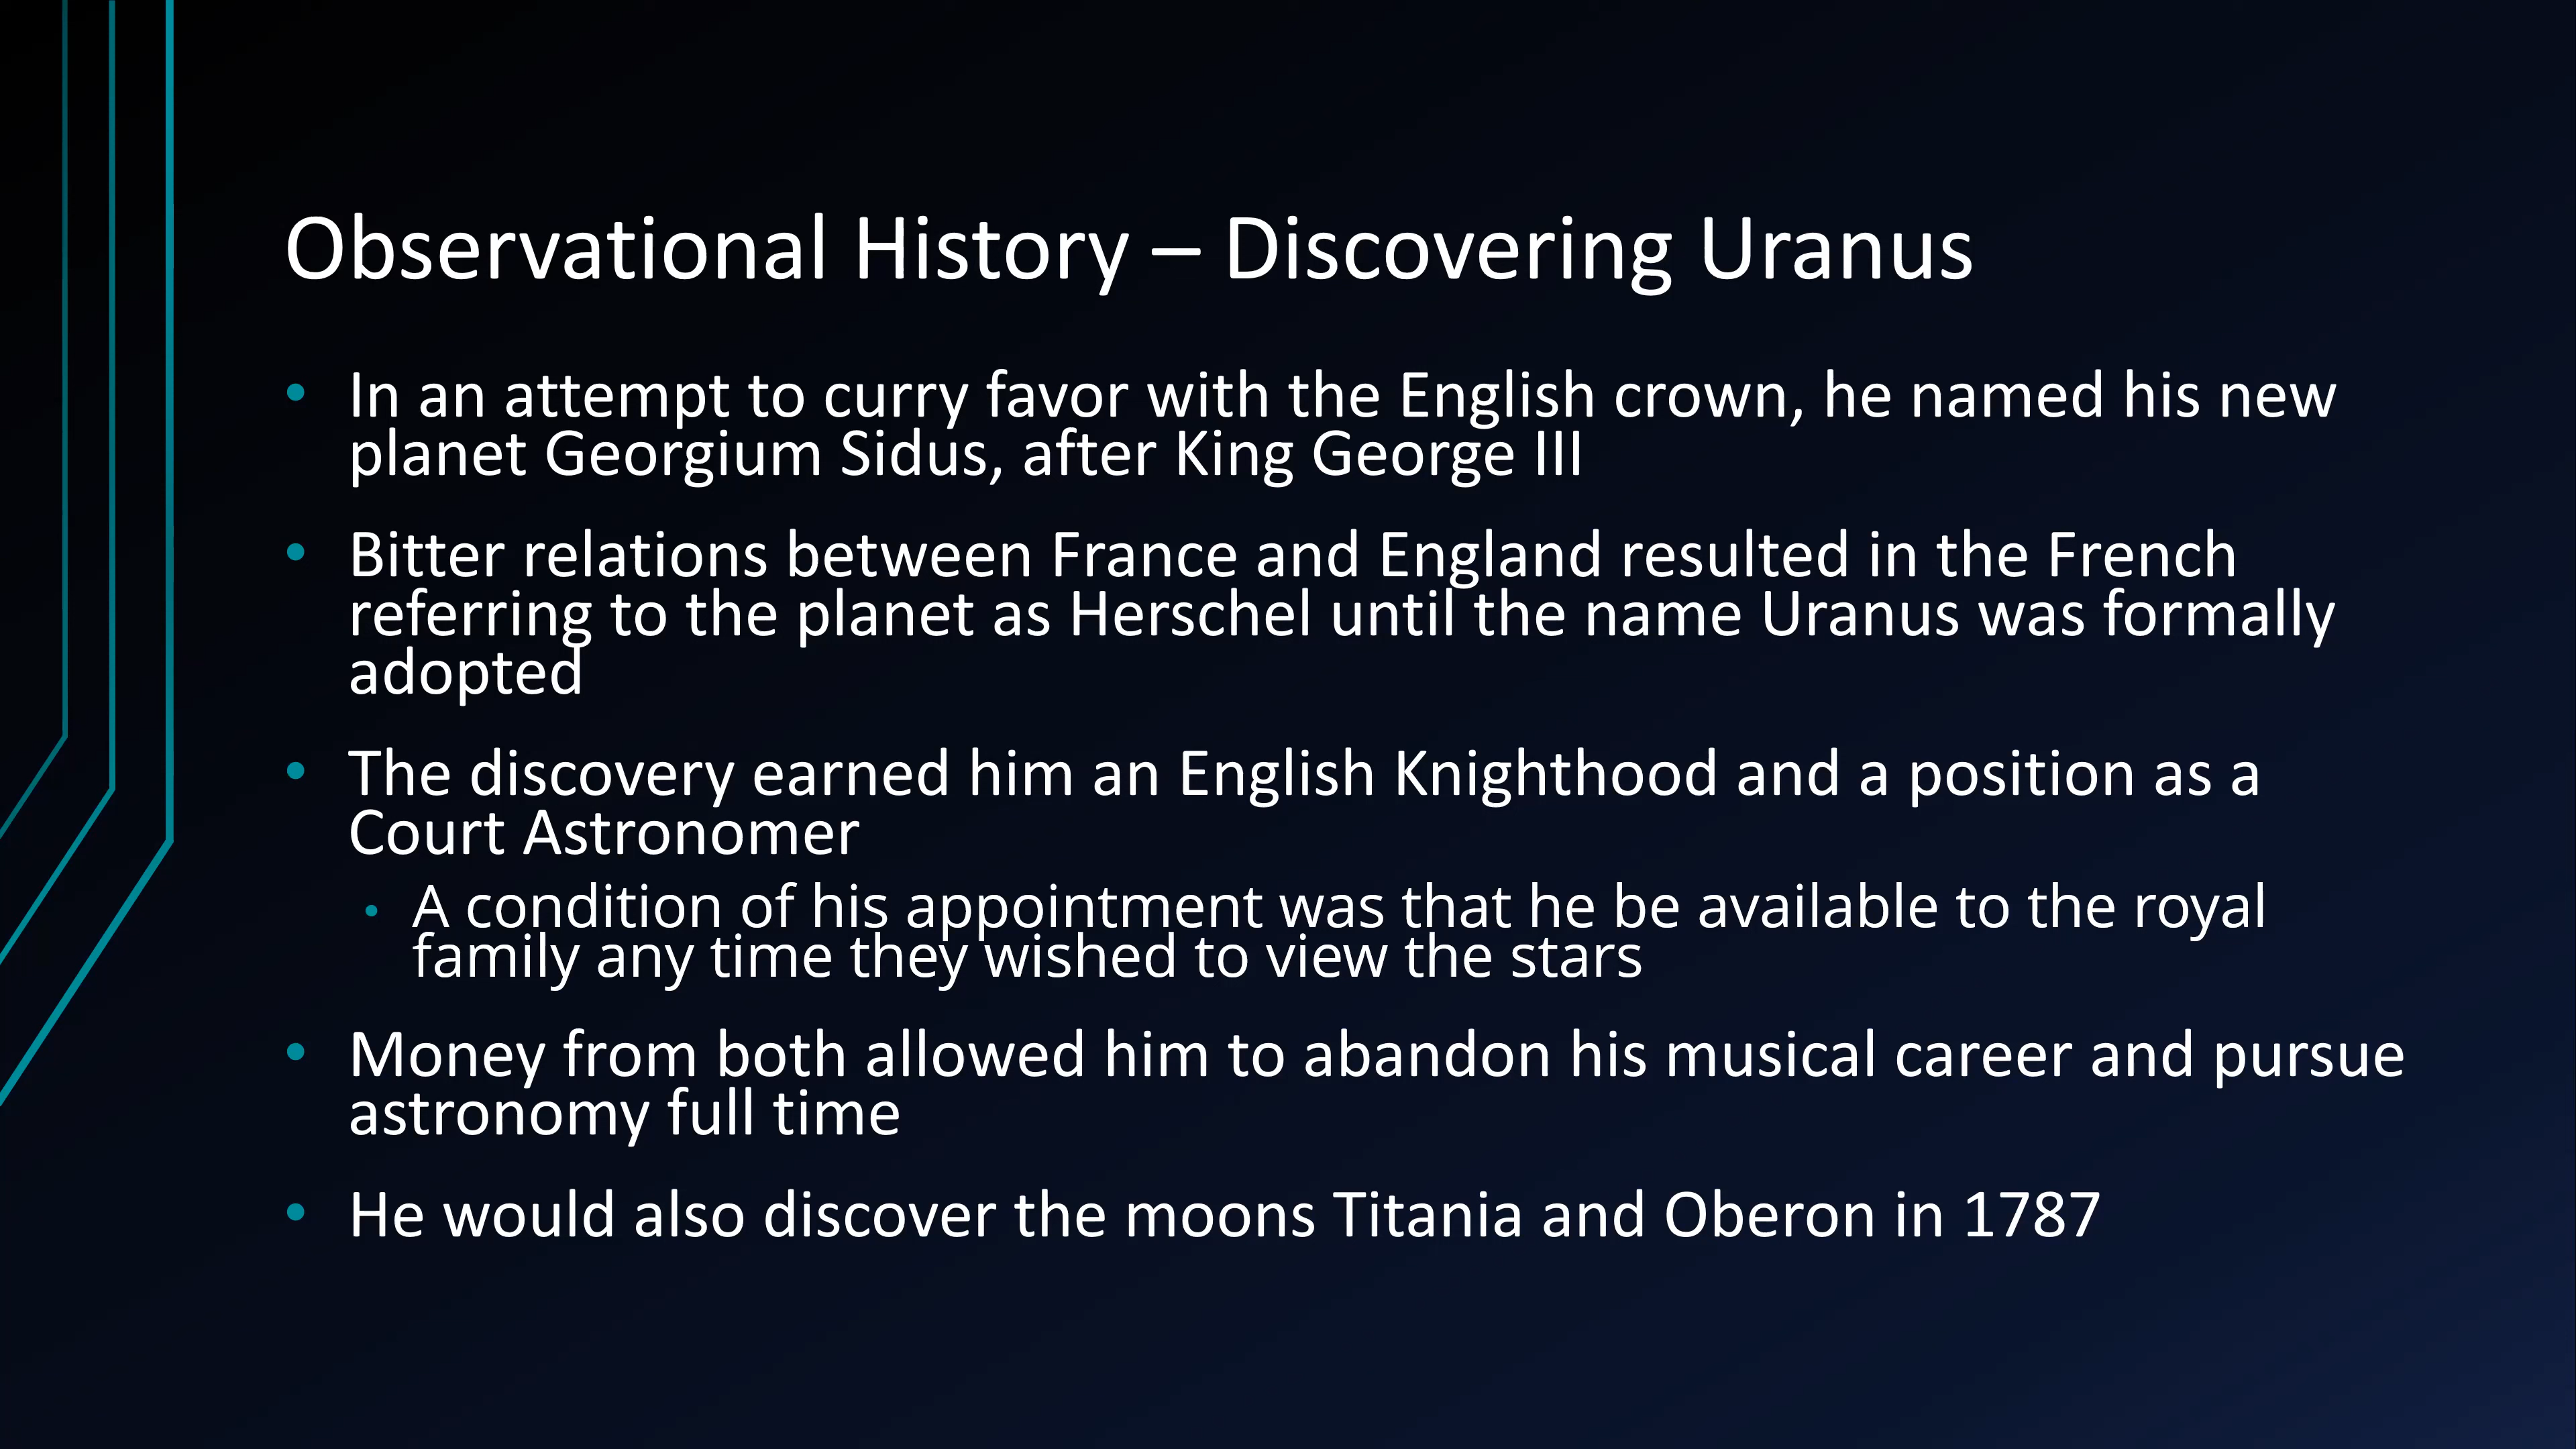 Observational History – Discovering Uranus
• In an attempt to curry favor with the English crown, he named his new
planet Georgium Sidus, after King George III
• Bitter relations between France and England resulted in the French
referring to the planet as Herschel until the name Uranus was formally
adopted
• The discovery earned him an English Knighthood and a position as a
Court Astronomer
• A condition of his appointment was that he be available to the royal
family any time they wished to view the stars
• Money from both allowed him to abandon his musical career and pursue
astronomy full time
• He would also discover the moons Titania and Oberon in 1787